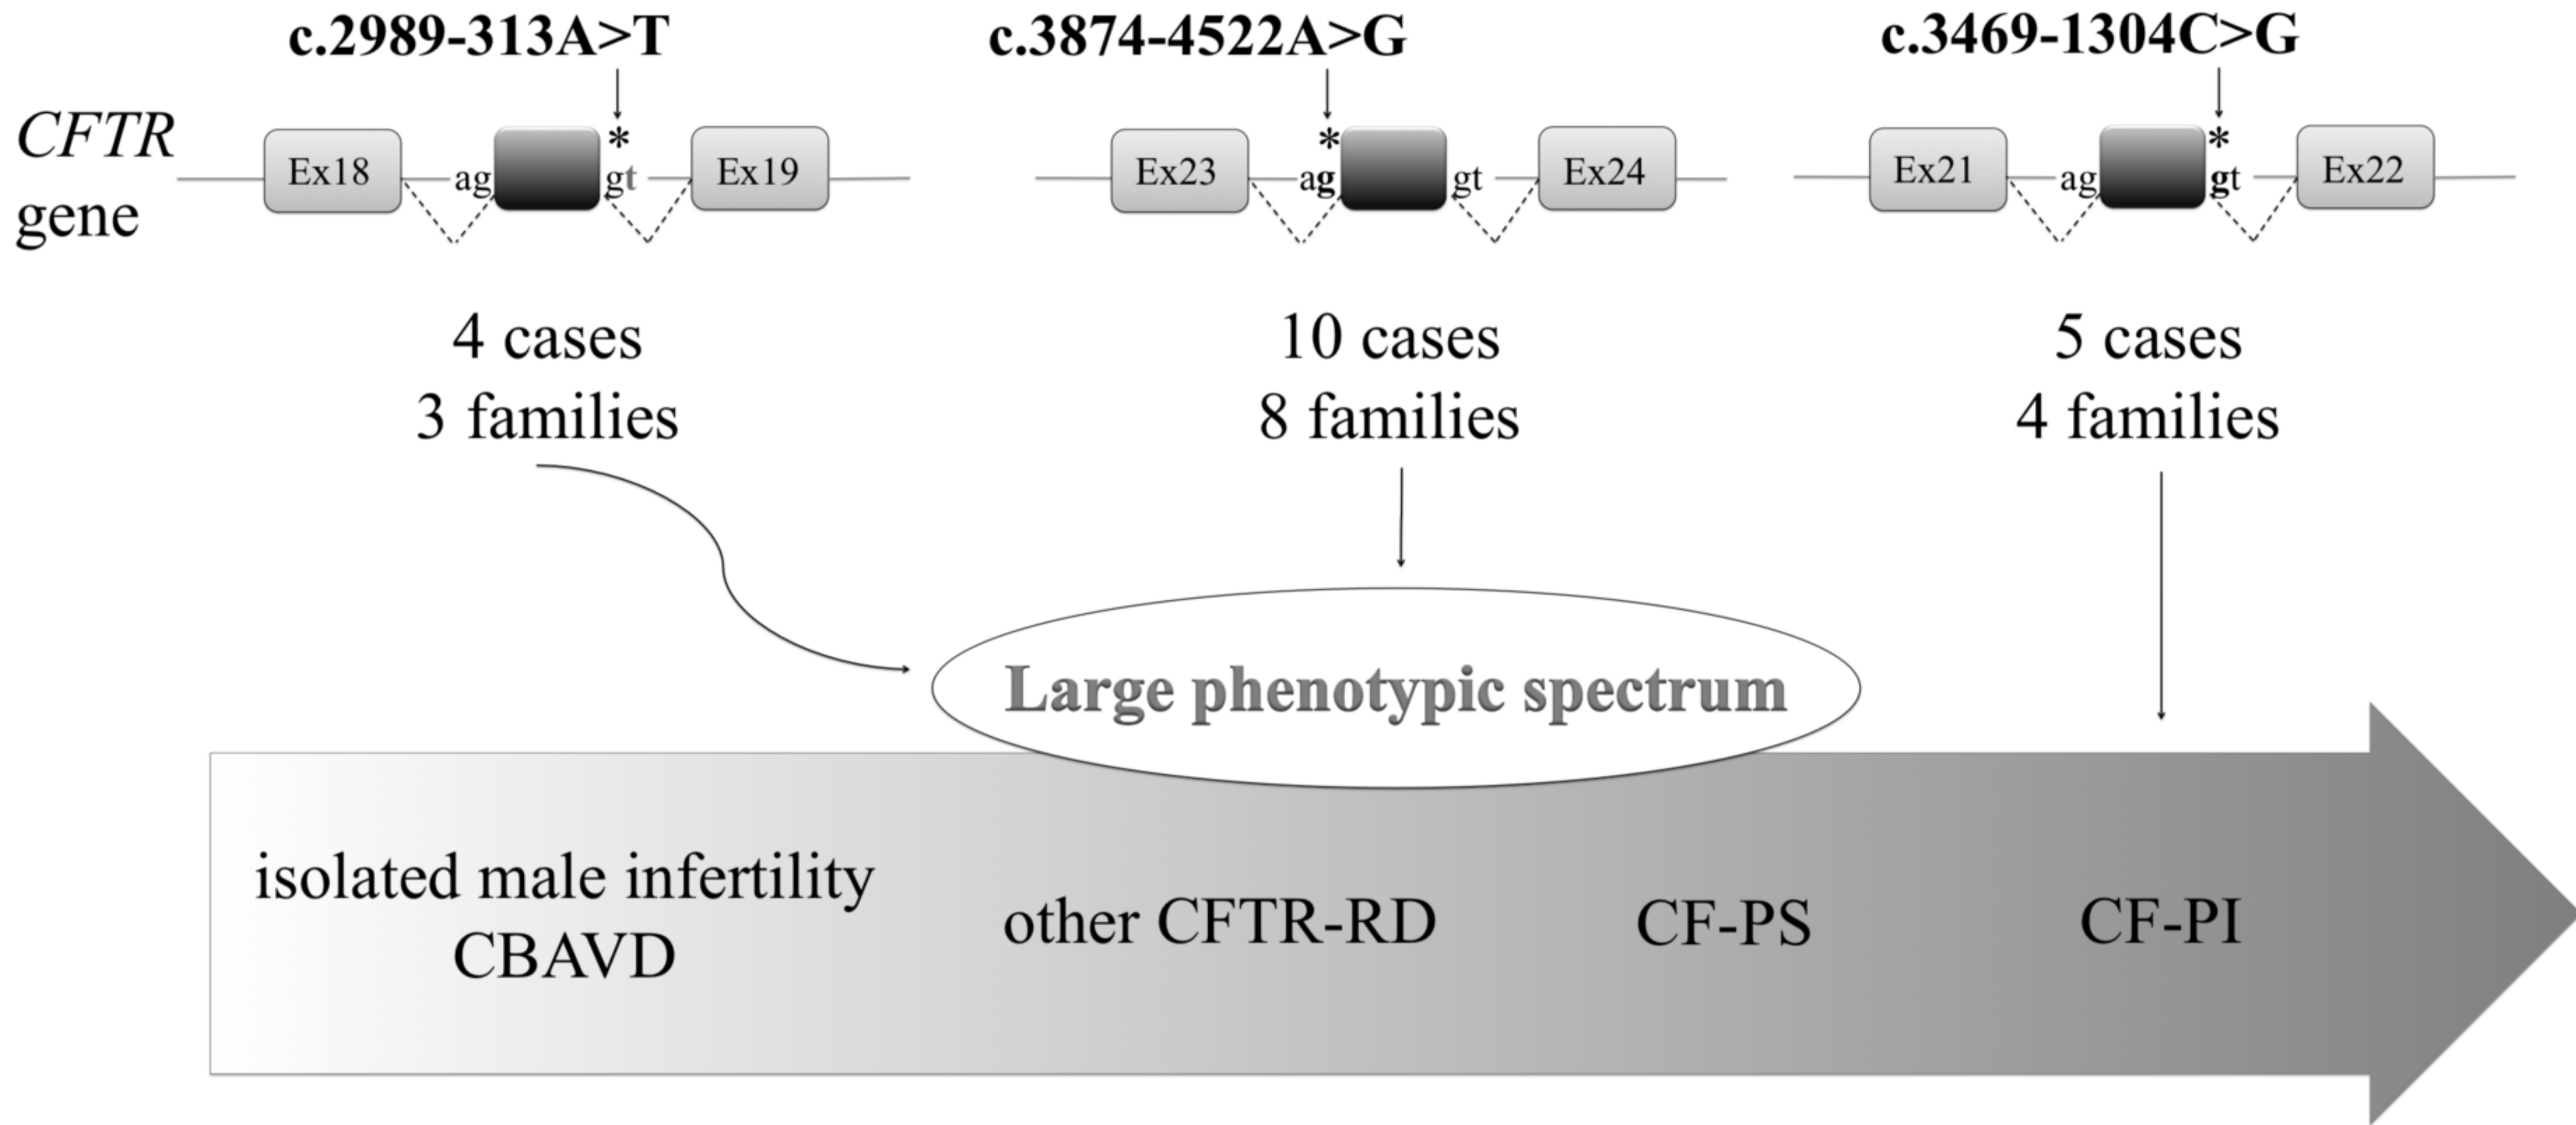 c.2989-313A>T
c.3874-4522A>G
c.3469-1304C>G
CFTR
gene
Ex18
ag
*
gt
Ex19
Ex23
*
ag
gt
Ex24
Ex21
ag
*
gt
Ex22
4 cases
3 families
10 cases
8 families
5 cases
4 families
Large phenotypic spectrum
isolated male infertility
CBAVD
other CFTR-RD
CF-PS
CF-PI